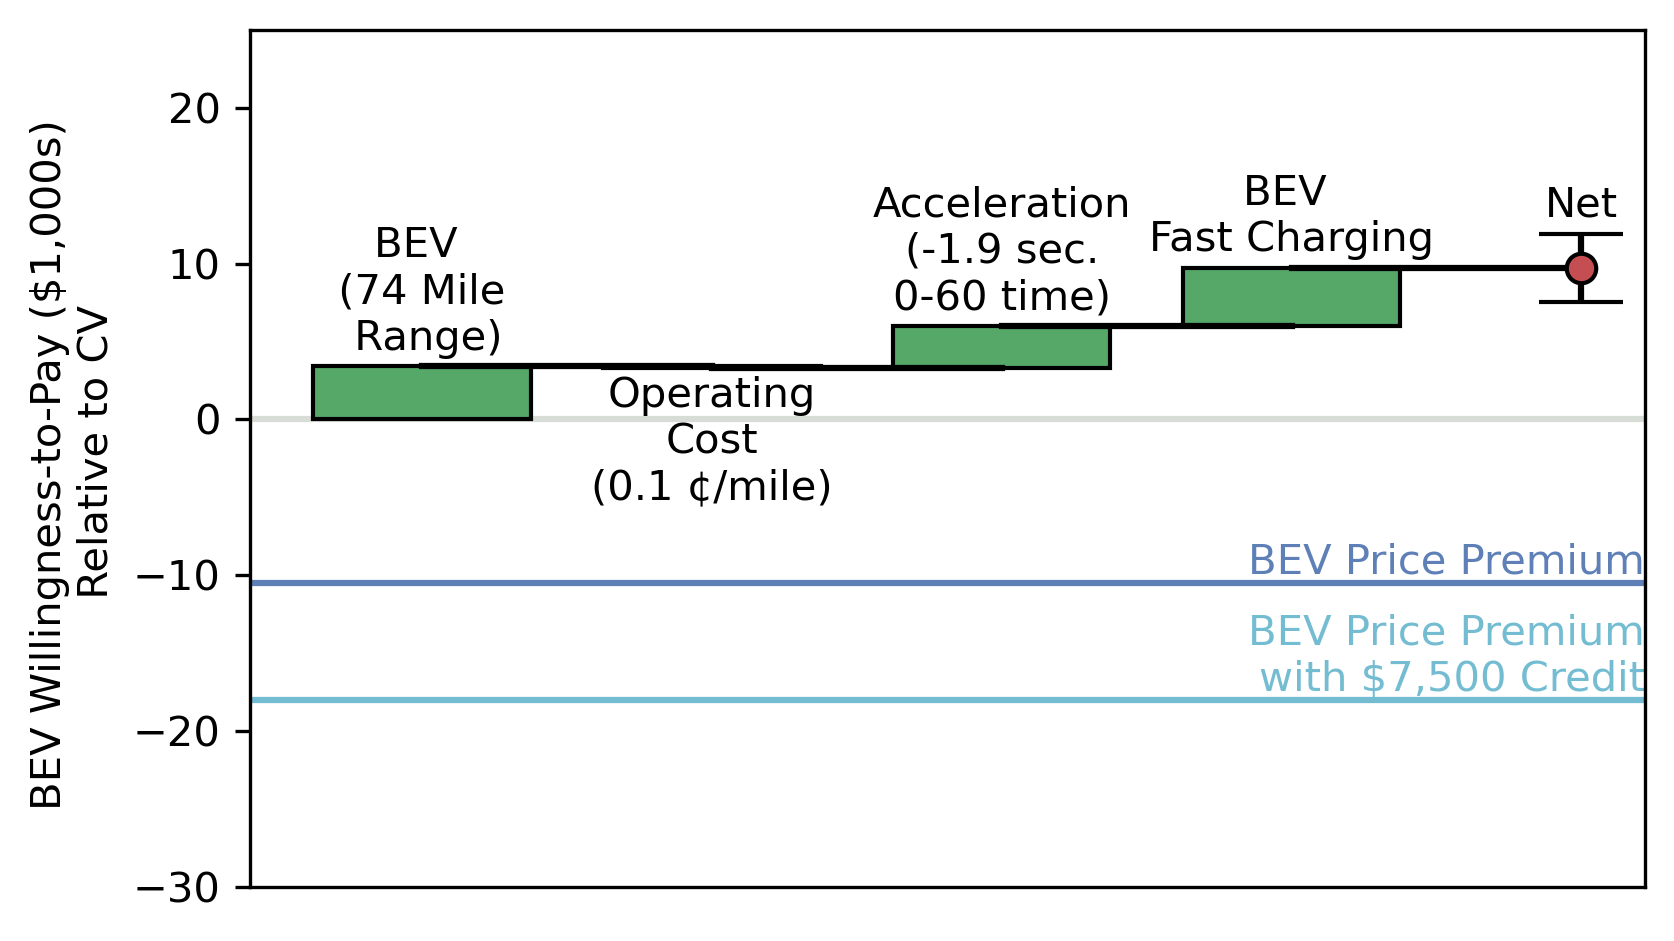 BEV Willingness-to-Pay ($1,000s)
Relative to CV
20
10
0
−10
−20
−30
BEV
(74 Mile
Range)
Operating
Cost
(0.1 ¢/mile)
Acceleration
(-1.9 sec.
0-60 time)
BEV
Fast Charging
Net
BEV Price Premium
BEV Price Premium
with $7,500 Credit